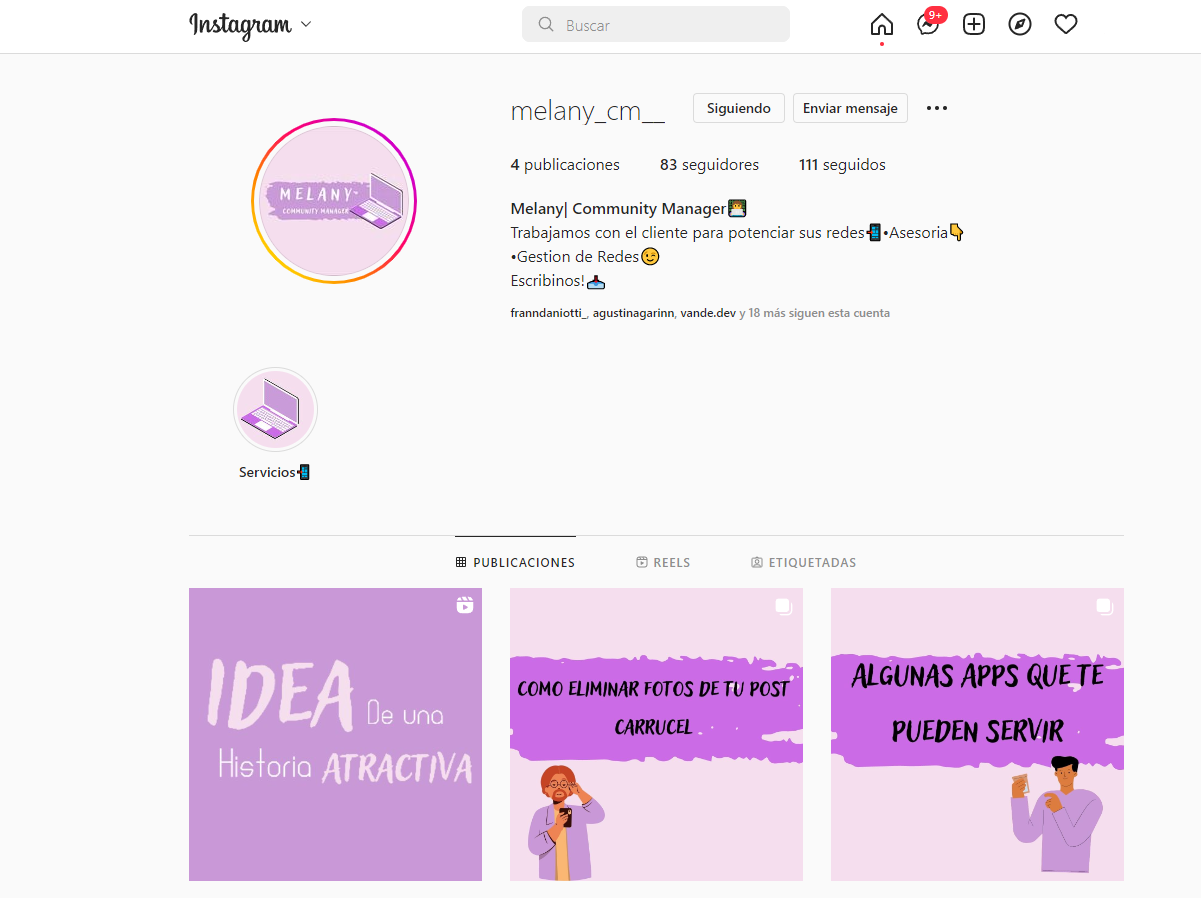 Instagram
Buscar
9+
melany_cm__
Siguiendo
Enviar mensaje
4 publicaciones
83 seguidores
111 seguidos
MELANY
COMMUNITY MANAGER
Melany| Community Manager👨‍💻
Trabajamos con el cliente para potenciar sus redes📲•Asesoria👇
•Gestion de Redes😉
Escribinos!📥
franndaniotti_, agustinagarinn, vande.dev y 18 más siguen esta cuenta
Servicios📲
PUBLICACIONES
REELS
ETIQUETADAS
IDEA De una
Historia ATRACTIVA
COMO ELIMINAR FOTOS DE TU POST
CARRUCEL
ALGUNAS APPS QUE TE
PUEDEN SERVIR